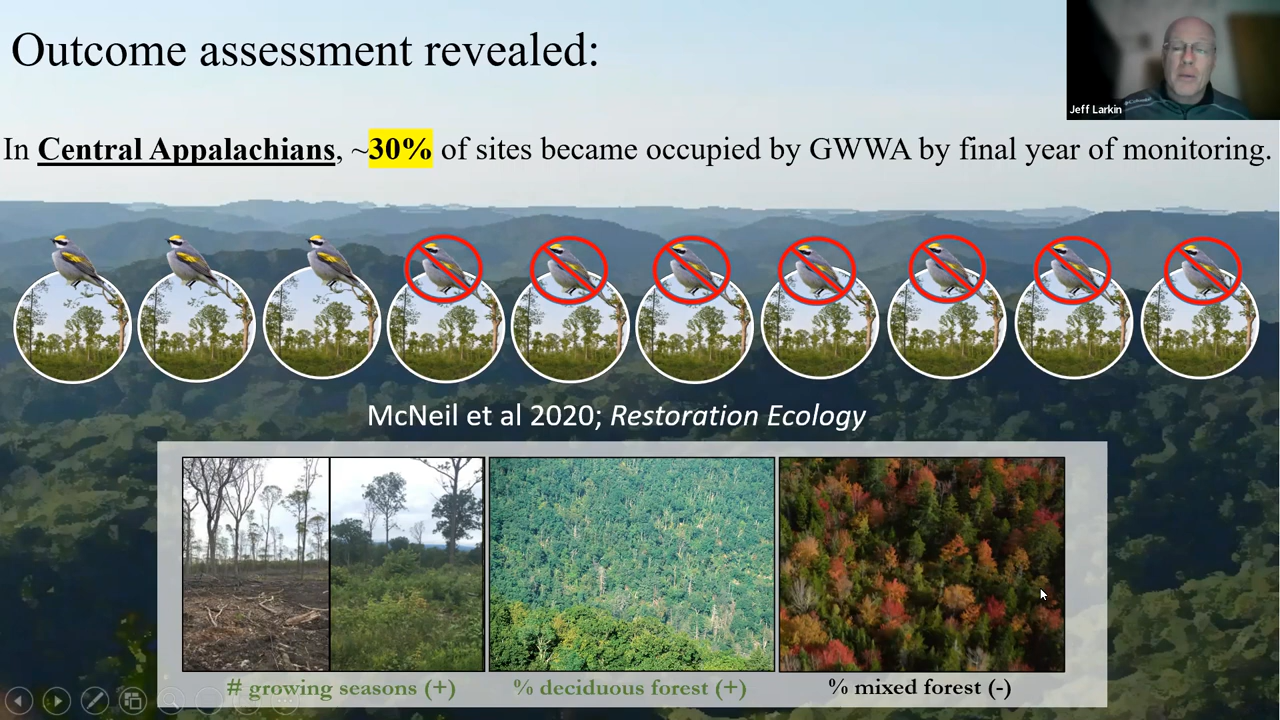 Outcome assessment revealed:
Jeff Larkin
In Central Appalachians, ~30% of sites became occupied by GWWA by final year of monitoring.
McNeil et al 2020; Restoration Ecology
# growing seasons (+)
% deciduous forest (+)
% mixed forest (-)